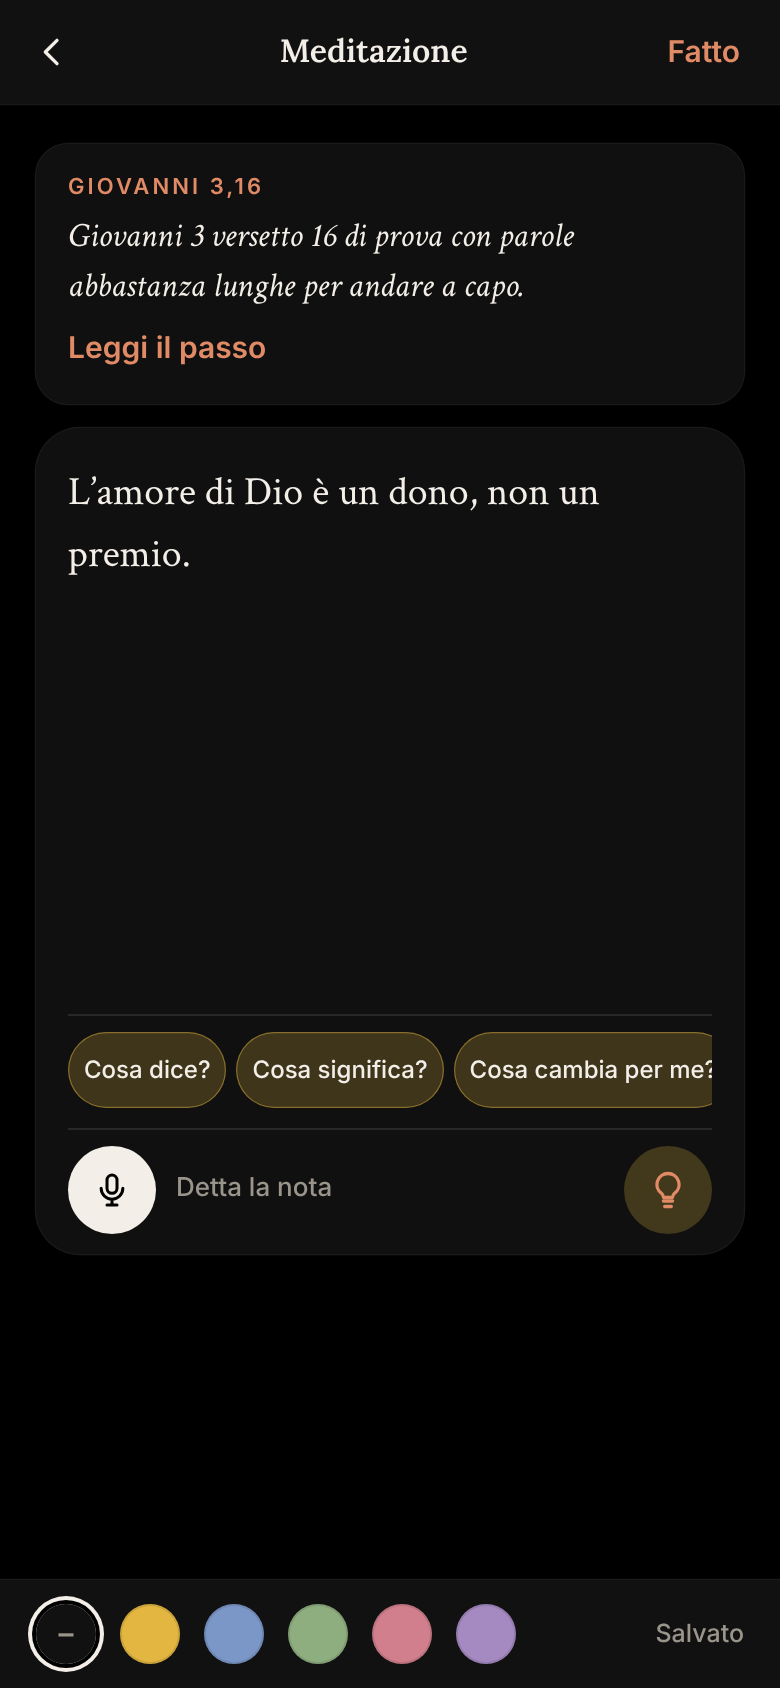 Meditazione
Fatto
GIOVANNI 3,16
Giovanni 3 versetto 16 di prova con parole
abbastanza lunghe per andare a capo.
Leggi il passo
L’amore di Dio è un dono, non un
premio.
Cosa dice?
Cosa significa?
Cosa cambia per me?
Detta la nota
–
Salvato